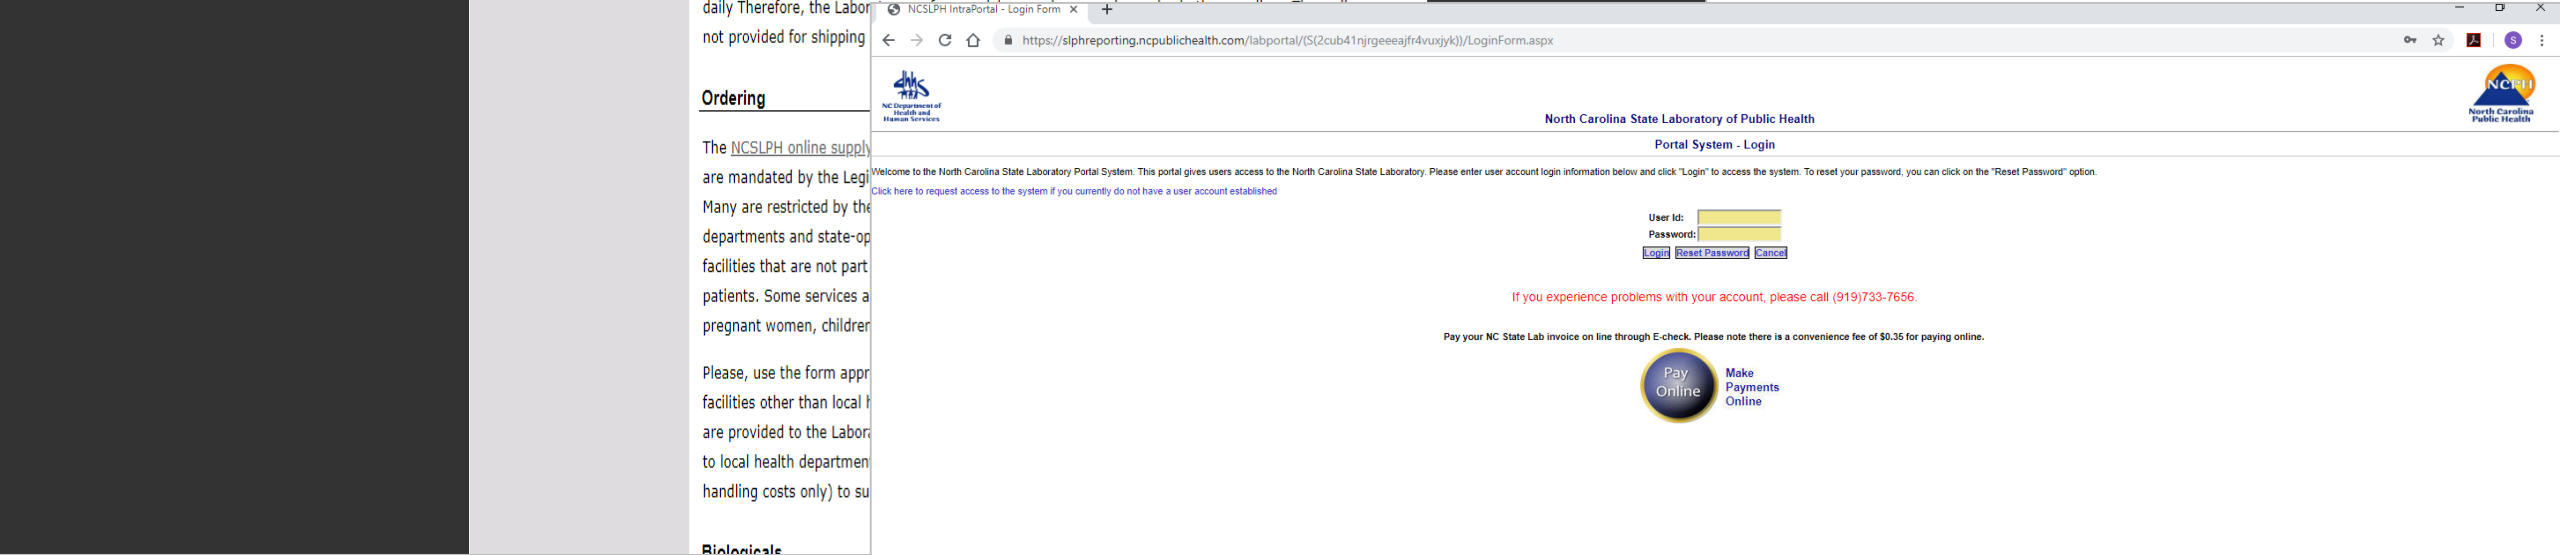 daily Therefore, the Labor
not provided for shipping
Ordering
The NCSLPH online supply
are mandated by the Legi
Many are restricted by the
departments and state-op
facilities that are not part
patients. Some services a
pregnant women, children
Please, use the form appr
facilities other than local h
are provided to the Labora
to local health department
handling costs only) to su
Biologicals
NCSLPH IntraPortal - Login Form
https://slphreporting.ncpublichealth.com/labportal/(S(2cub41njrgeeeajfr4vuxjyk))/LoginForm.aspx
S
dhhs
NC Department of
Health and
Human Services
NCPH
North Carolina
Public Health
North Carolina State Laboratory of Public Health
Portal System - Login
Welcome to the North Carolina State Laboratory Portal System. This portal gives users access to the North Carolina State Laboratory. Please enter user account login information below and click "Login" to access the system. To reset your password, you can click on the "Reset Password" option.
Click here to request access to the system if you currently do not have a user account established
User Id:
Password:
Login Reset Password Cancel
If you experience problems with your account, please call (919)733-7656.
Pay your NC State Lab invoice on line through E-check. Please note there is a convenience fee of $0.35 for paying online.
Pay
Online
Make
Payments
Online